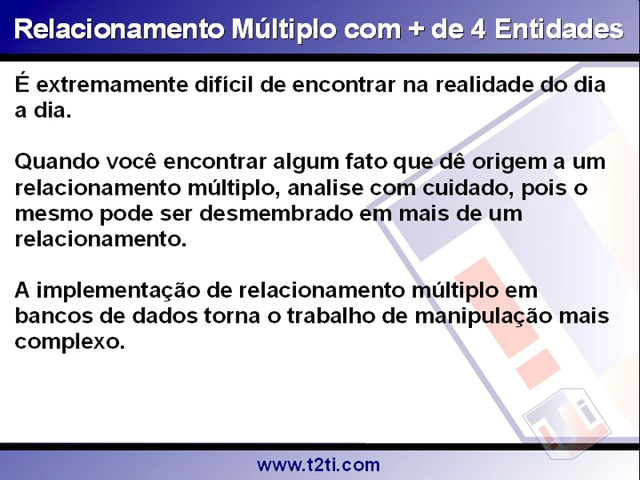 Relacionamento Múltiplo com + de 4 Entidades
É extremamente difícil de encontrar na realidade do dia
a dia.
Quando você encontrar algum fato que dê origem a um
relacionamento múltiplo, analise com cuidado, pois o
mesmo pode ser desmembrado em mais de um
relacionamento.
A implementação de relacionamento múltiplo em
bancos de dados torna o trabalho de manipulação mais
complexo.
www.t2ti.com